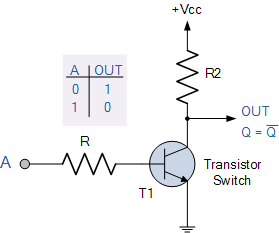 +Vcc
A OUT
0 1
1 0
R2
OUT
Q = Q̅
R
A
Transistor
Switch
T1